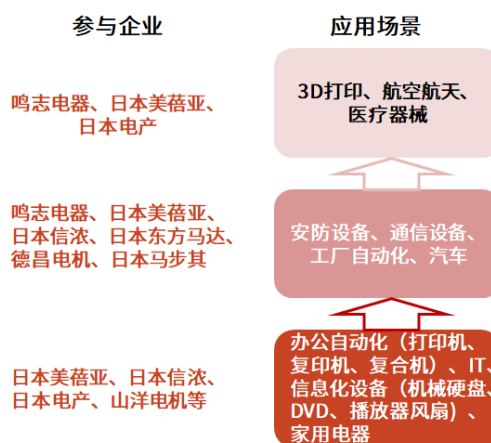 参与企业
应用场景
鸣志电器、日本美蓓亚、
日本电产
3D打印、航空航天、
医疗器械
鸣志电器、日本美蓓亚、
日本信浓、日本东方马达、
德昌电机、日本马步其
安防设备、通信设备、
工厂自动化、汽车
日本美蓓亚、日本信浓、
日本电产、山洋电机等
办公自动化（打印机、
复印机、复合机）、IT、
信息化设备（机械硬盘、
DVD、播放器风扇）、
家用电器